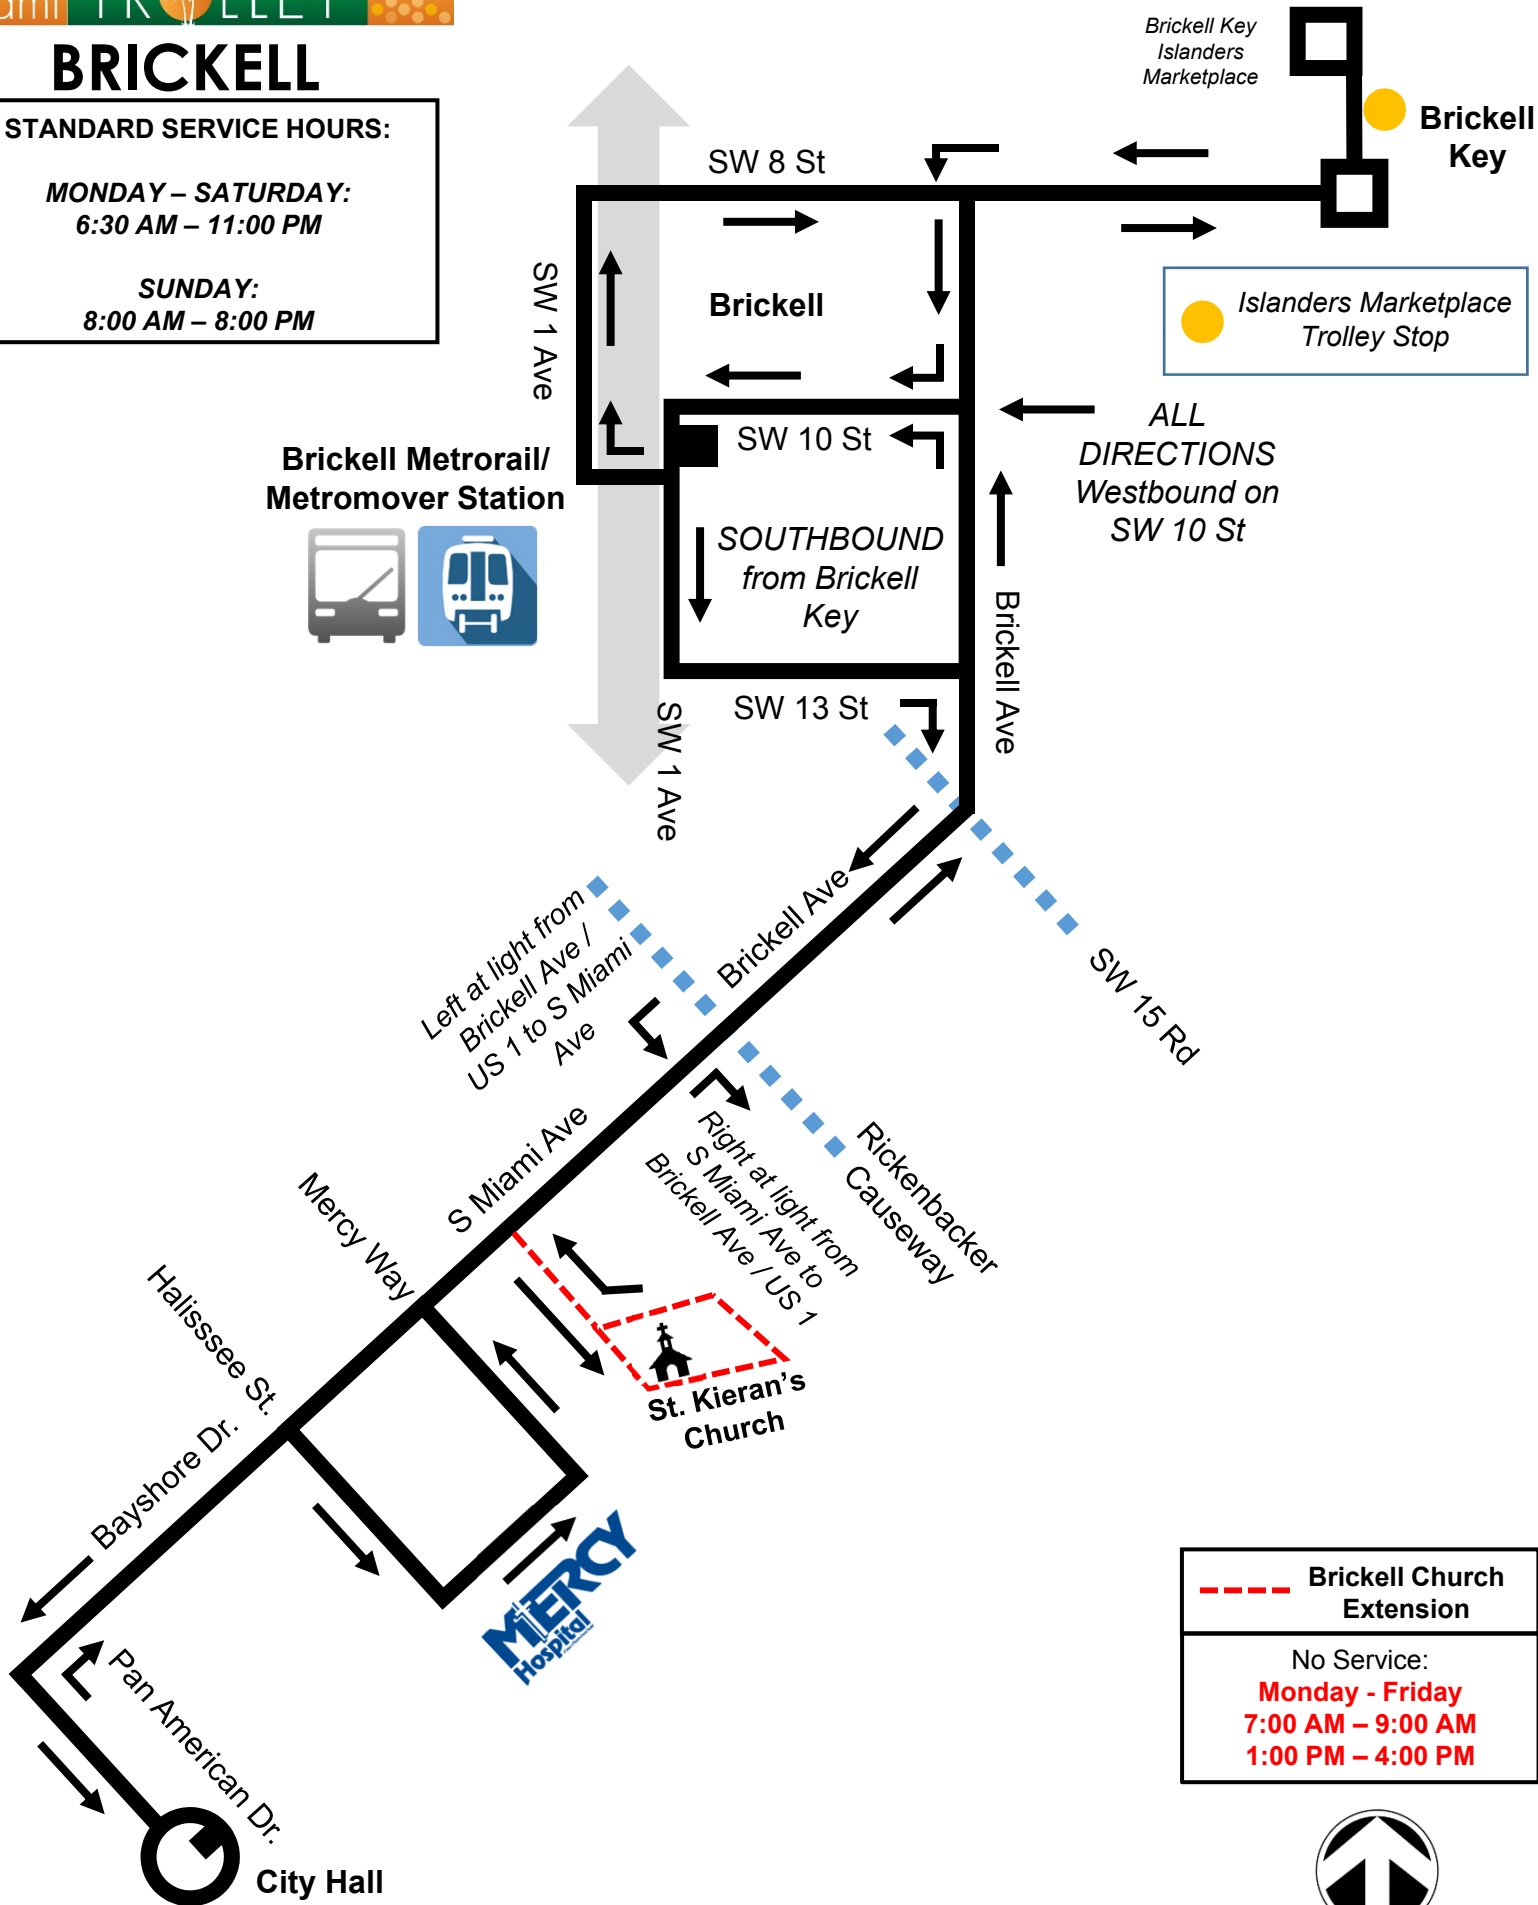 TROLLEY
BRICKELL
STANDARD SERVICE HOURS:
MONDAY – SATURDAY:
6:30 AM – 11:00 PM
SUNDAY:
8:00 AM – 8:00 PM
Brickell Key
Islanders
Marketplace
Brickell
Key
SW 8 St
Islanders Marketplace
Trolley Stop
SW 1 Ave
Brickell
SW 10 St
ALL
DIRECTIONS
Westbound on
SW 10 St
Brickell Metrorail/
Metromover Station
SOUTHBOUND
from Brickell
Key
Brickell Ave
SW 13 St
SW 1 Ave
Brickell Ave
SW 15 Rd
Left at light from
Brickell Ave /
US 1 to S Miami
Ave
Right at light from
S Miami Ave to
Brickell Ave / US 1
Rickenbacker
Causeway
S Miami Ave
Mercy Way
Halisssee St.
St. Kieran's
Church
Bayshore Dr.
MERCY
Hospital
Pan American Dr.
City Hall
Brickell Church
Extension
No Service:
Monday - Friday
7:00 AM – 9:00 AM
1:00 PM – 4:00 PM